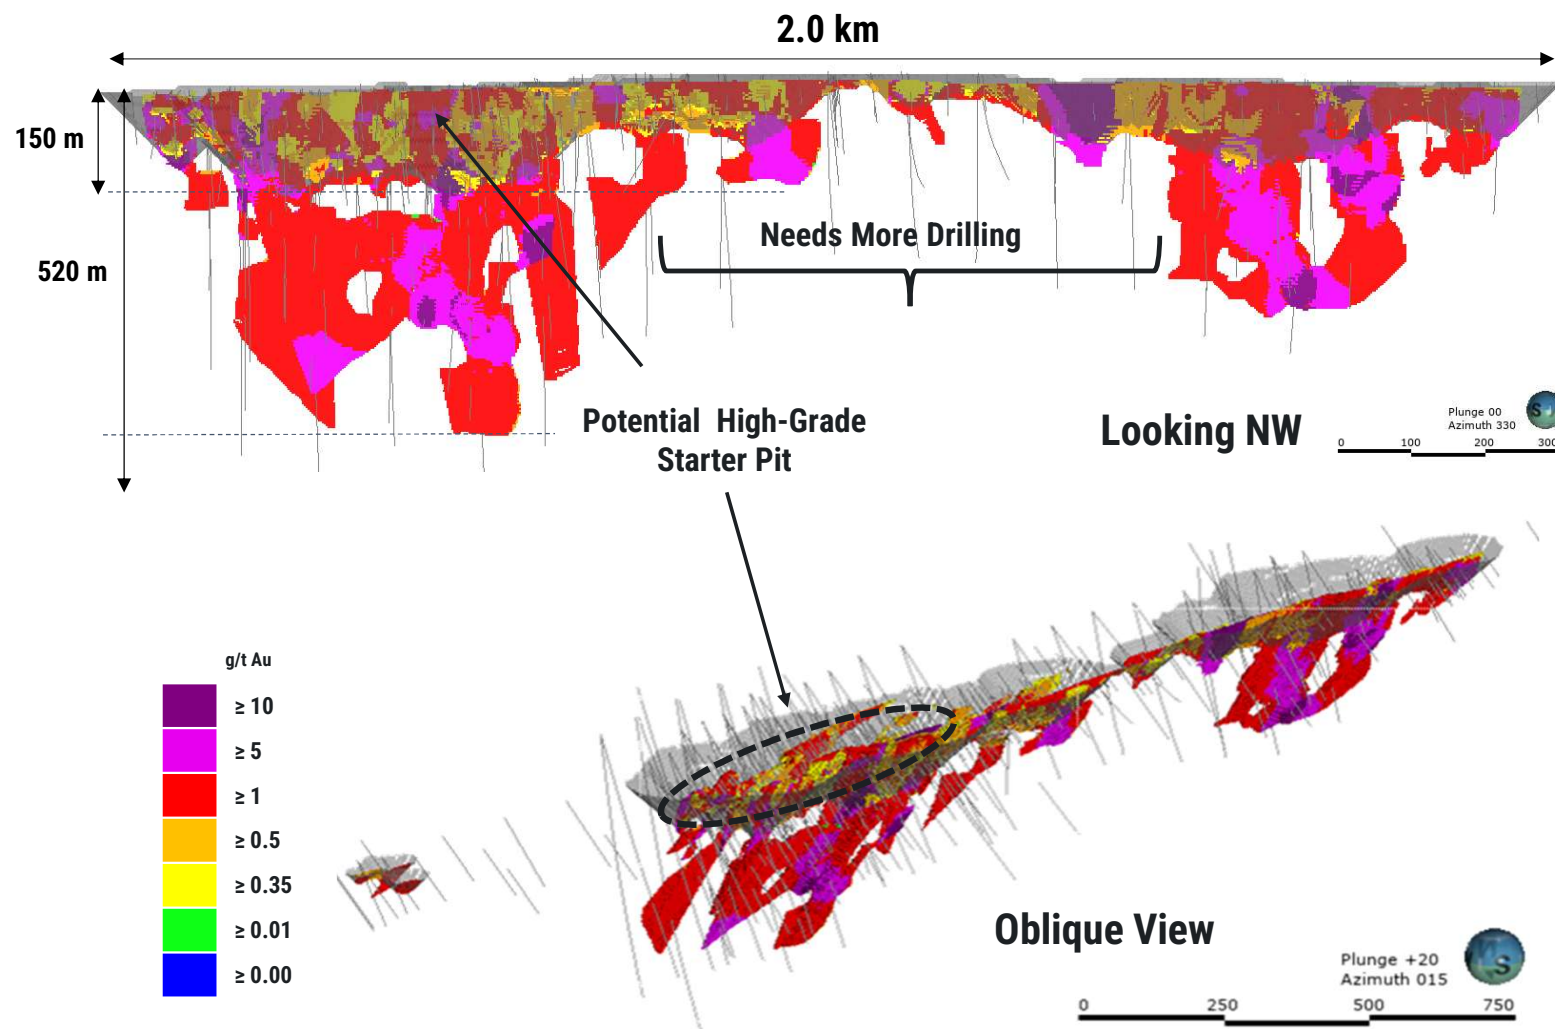 2.0 km
150 m
520 m
Needs More Drilling
Potential High-Grade
Starter Pit
Looking NW
Plunge 00
Azimuth 330
S
0 100 200 300
g/t Au
≥ 10
≥ 5
≥ 1
≥ 0.5
≥ 0.35
≥ 0.01
≥ 0.00
Oblique View
Plunge +20
Azimuth 015
S
0 250 500 750